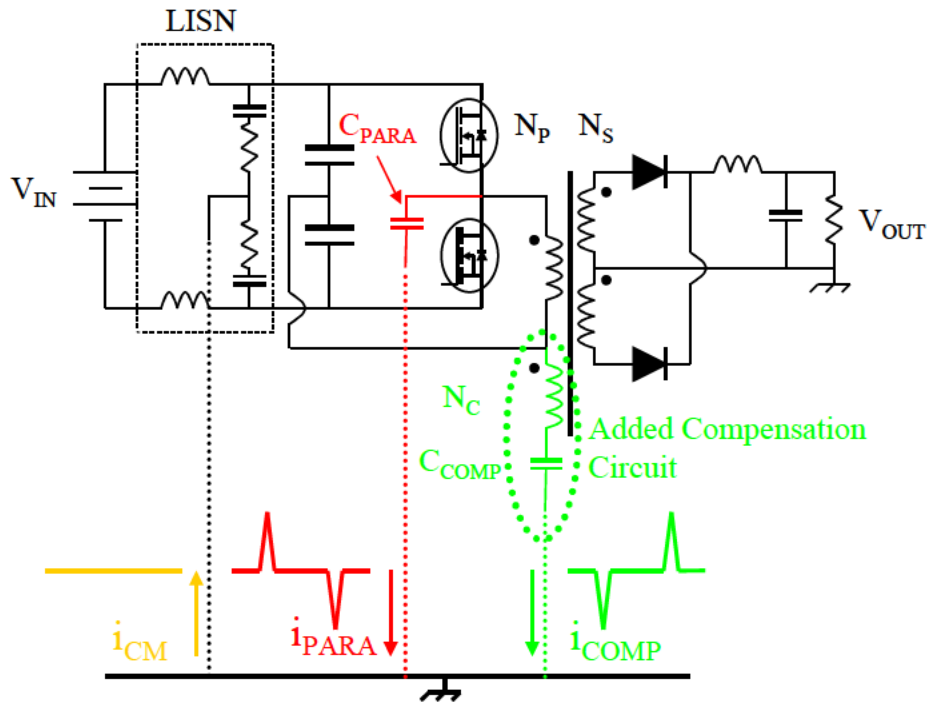 LISN
C_PARA
N_P
N_S
V_IN
V_OUT
N_C
C_COMP
Added Compensation
Circuit
i_CM
i_PARA
i_COMP